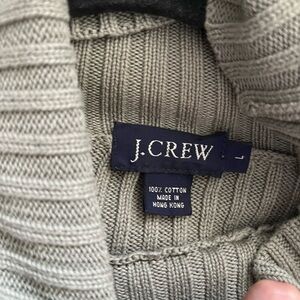 J.CREW
L
100% COTTON
MADE IN
HONG KONG